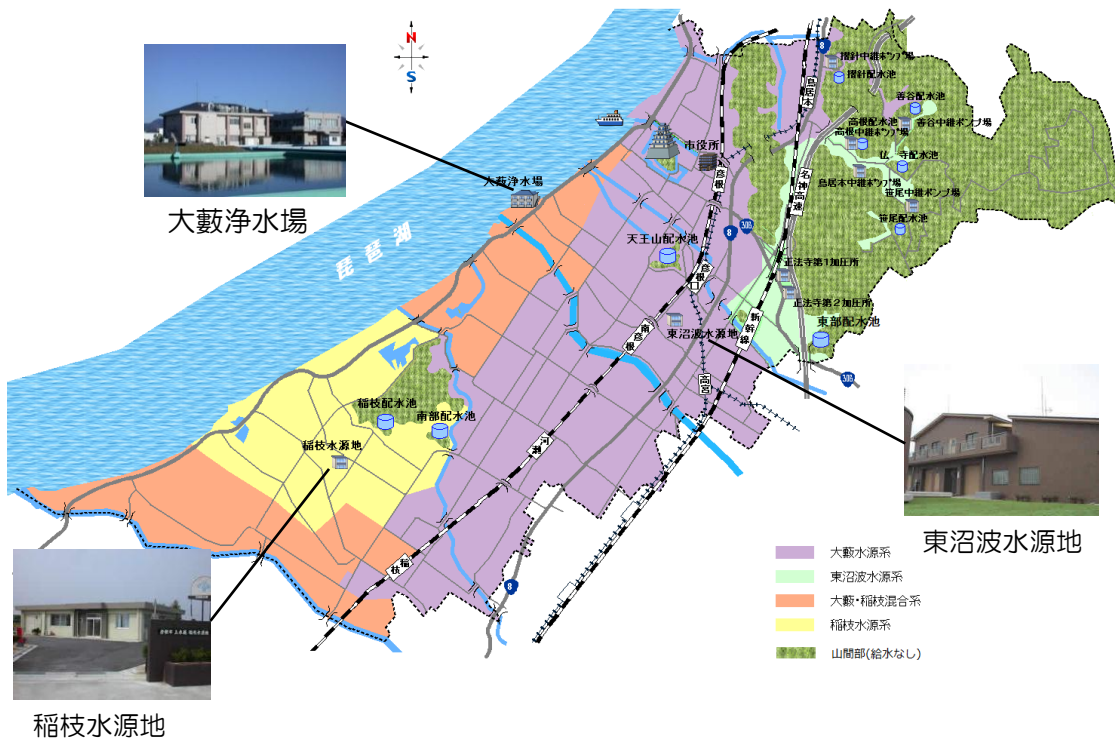 N
S
大藪浄水場
琵琶湖
大薮浄水場
市役所
彦根
鳥居本
8
摺針中継ポンプ場
摺針配水池
善谷配水池
高根配水池
善谷中継ポンプ場
高根中継ポンプ場
仏
寺配水池
鳥居本中継ポンプ場
笹尾中継ポンプ場
笹尾配水池
名神高速
8
306
天王山配水池
彦根口
正法寺第1加圧所
正法寺第2加圧所
東部配水池
新幹線
東沼波水源地
南彦根
306
高宮
稲枝配水池
南部配水池
稲枝水源地
河瀬
稲枝
8
東沼波水源地
大藪水源系
東沼波水源系
大藪・稲枝混合系
稲枝水源系
山間部(給水なし)
稲枝水源地